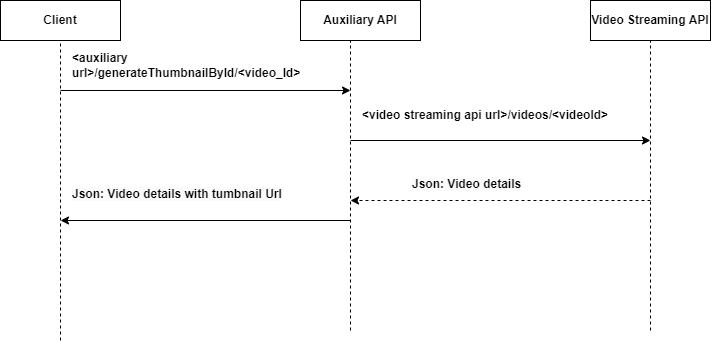 Client
Auxiliary API
Video Streaming API
<auxiliary
url>/generateThumbnailById/<video_Id>
<video streaming api url>/videos/<videoId>
Json: Video details
Json: Video details with tumbnail Url